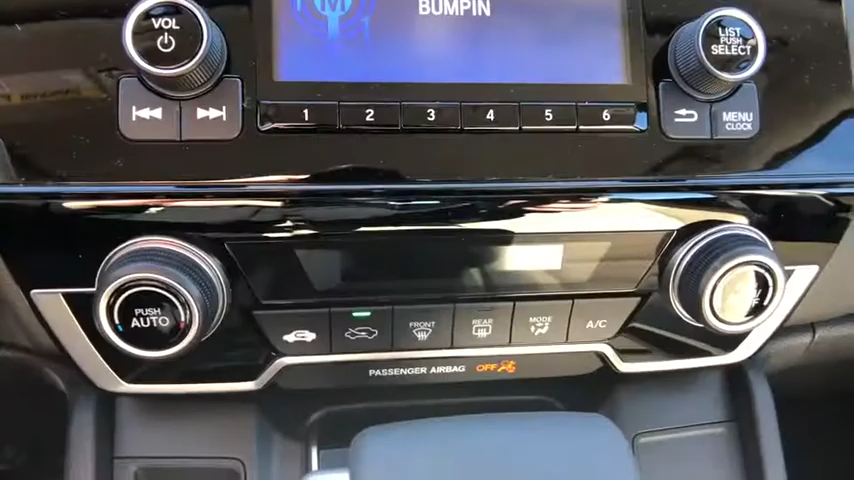 BUMPIN
VOL
LIST
PUSH
SELECT
1 2 3 4 5 6
MENU
CLOCK
PUSH
AUTO
FRONT
REAR
MODE
A/C
PASSENGER AIRBAG OFF